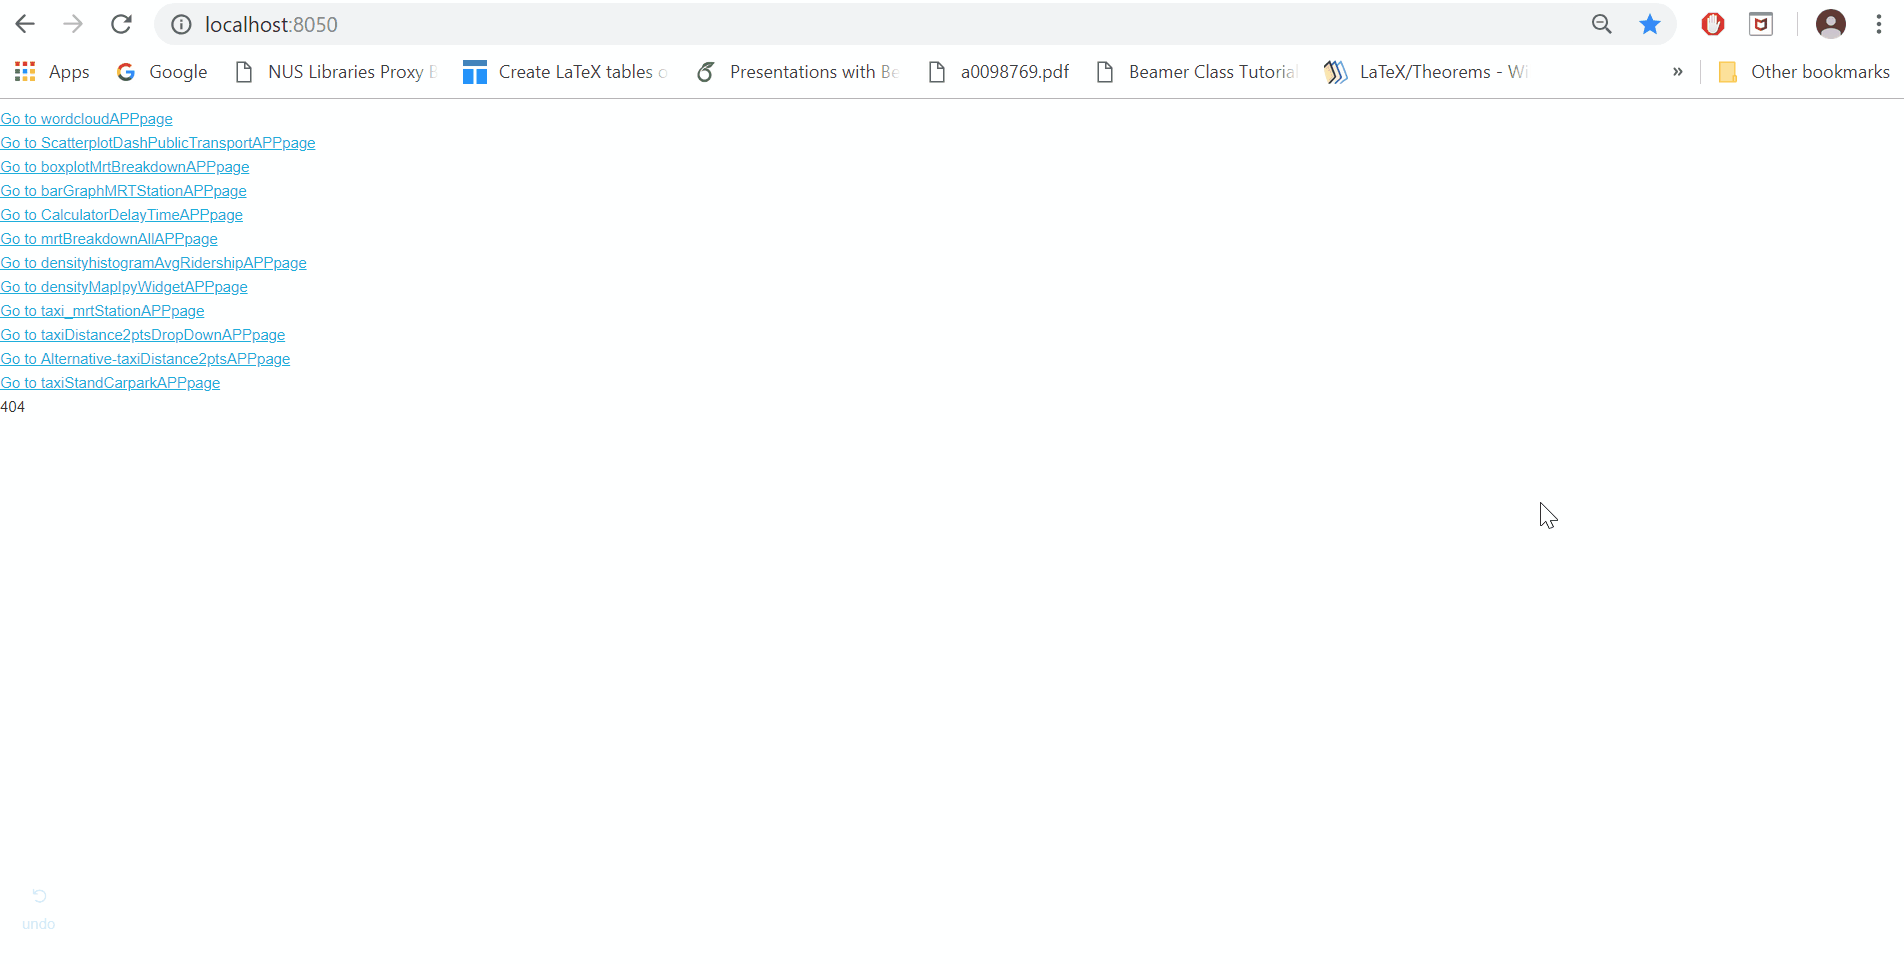 localhost:8050
Apps Google NUS Libraries Proxy B Create LaTeX tables o Presentations with Be a0098769.pdf Beamer Class Tutorial LaTeX/Theorems - Wi » Other bookmarks
Go to wordcloudAPPpage
Go to ScatterplotDashPublicTransportAPPpage
Go to boxplotMrtBreakdownAPPpage
Go to barGraphMRTStationAPPpage
Go to CalculatorDelayTimeAPPpage
Go to mrtBreakdownAllAPPpage
Go to densityhistogramAvgRidershipAPPpage
Go to densityMapIpyWidgetAPPpage
Go to taxi_mrtStationAPPpage
Go to taxiDistance2ptsDropDownAPPpage
Go to Alternative-taxiDistance2ptsAPPpage
Go to taxiStandCarparkAPPpage
404
undo